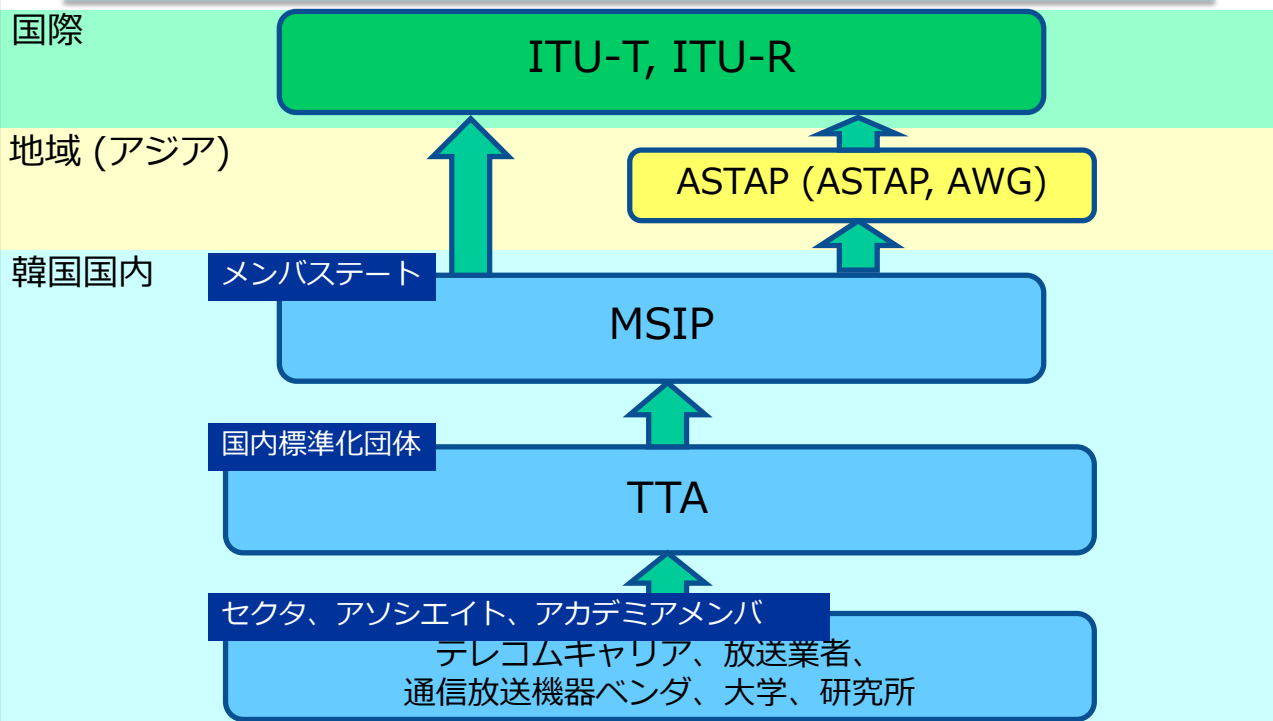 国際
ITU-T, ITU-R
地域 (アジア)
ASTAP (ASTAP, AWG)
韓国国内
メンバステート
MSIP
国内標準化団体
TTA
セクタ、アソシエイト、アカデミアメンバ
テレコムキャリア、放送業者、
通信放送機器ベンダ、大学、研究所